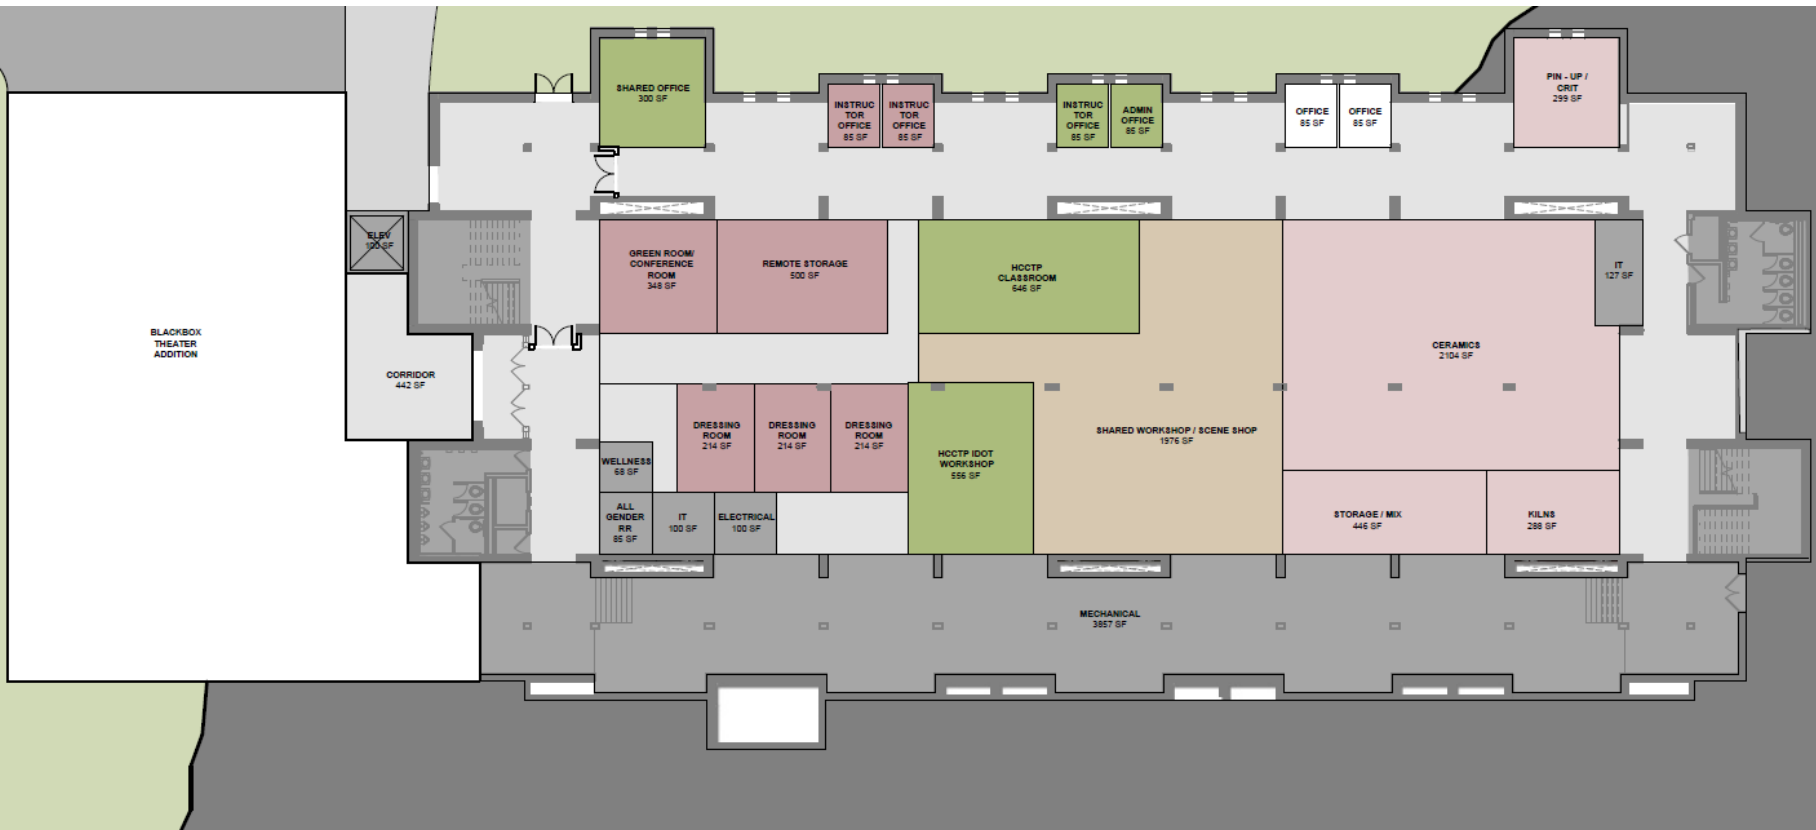 SHARED OFFICE
300 SF
INSTRUC
TOR
OFFICE
85 SF
INSTRUC
TOR
OFFICE
85 SF
INSTRUC
TOR
OFFICE
85 SF
ADMIN
OFFICE
85 SF
OFFICE
85 SF
OFFICE
85 SF
PIN - UP /
CRIT
299 SF
ELEV
100 SF
GREEN ROOM/
CONFERENCE
ROOM
348 SF
REMOTE STORAGE
500 SF
HCCTP
CLASSROOM
646 SF
IT
127 SF
BLACKBOX
THEATER
ADDITION
CORRIDOR
442 SF
CERAMICS
2104 SF
DRESSING
ROOM
214 SF
DRESSING
ROOM
214 SF
DRESSING
ROOM
214 SF
SHARED WORKSHOP / SCENE SHOP
1976 SF
WELLNESS
68 SF
HCCTP IDOT
WORKSHOP
556 SF
ALL
GENDER
RR
85 SF
IT
100 SF
ELECTRICAL
100 SF
STORAGE / MIX
446 SF
KILNS
288 SF
MECHANICAL
3857 SF